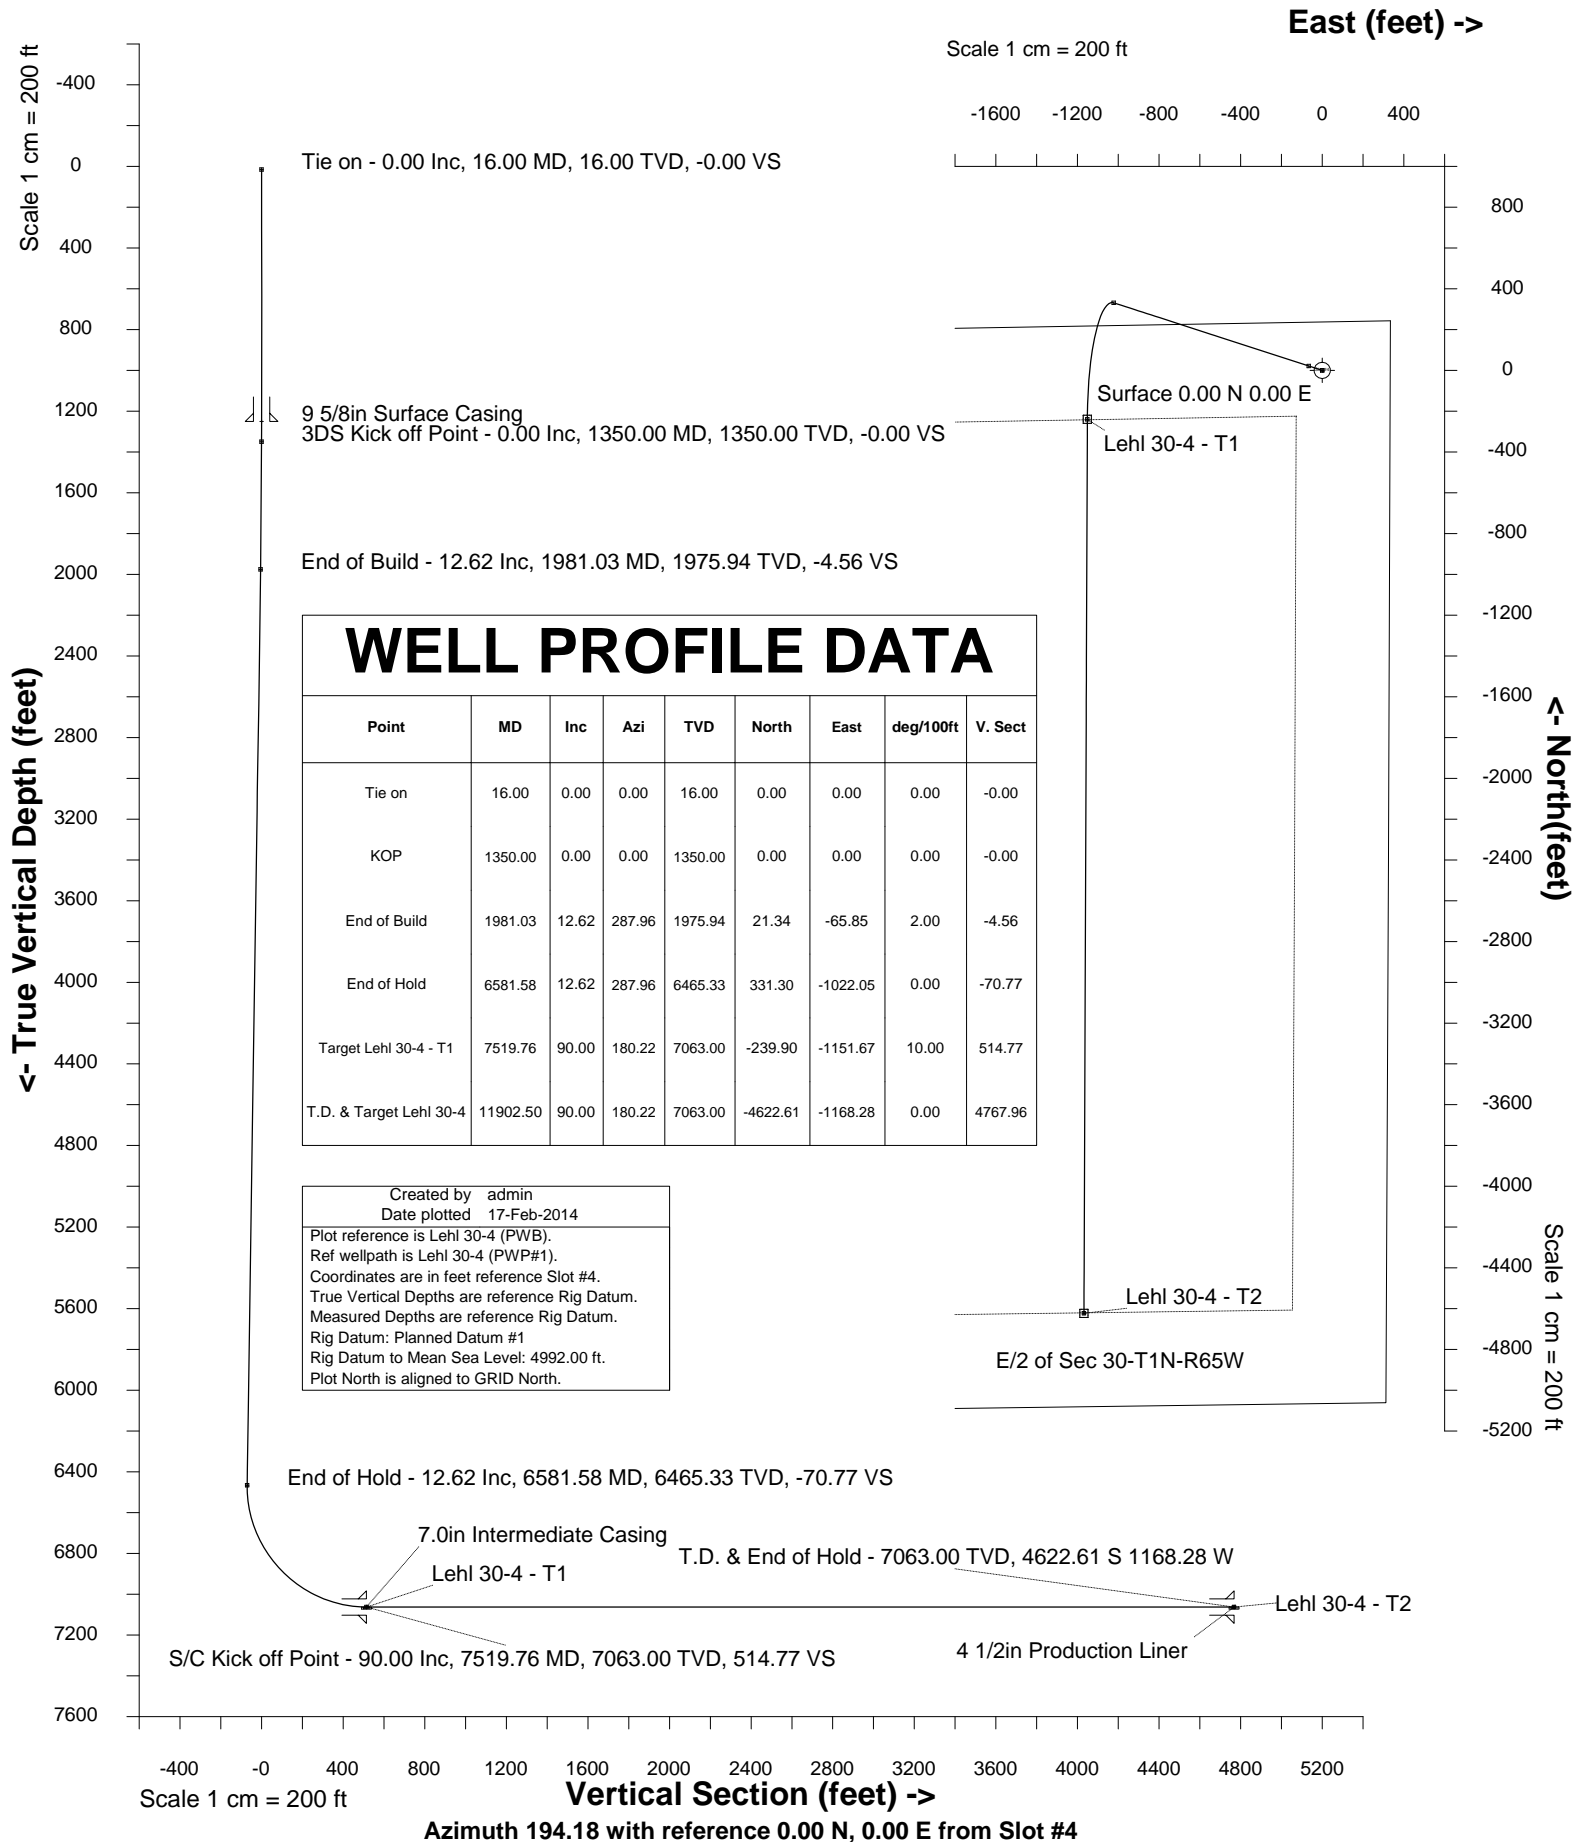 East (feet) ->
Scale 1 cm = 200 ft
Scale 1 cm = 200 ft
-1600 -1200 -800 -400 0 400
-400
0
400
800
1200
1600
2000
2400
2800
3200
3600
4000
4400
4800
5200
5600
6000
6400
6800
7200
7600
<- True Vertical Depth (feet)
Tie on - 0.00 Inc, 16.00 MD, 16.00 TVD, -0.00 VS
9 5/8in Surface Casing
3DS Kick off Point - 0.00 Inc, 1350.00 MD, 1350.00 TVD, -0.00 VS
End of Build - 12.62 Inc, 1981.03 MD, 1975.94 TVD, -4.56 VS
WELL PROFILE DATA
Point MD Inc Azi TVD North East deg/100ft V. Sect
Tie on 16.00 0.00 0.00 16.00 0.00 0.00 0.00 -0.00
KOP 1350.00 0.00 0.00 1350.00 0.00 0.00 0.00 -0.00
End of Build 1981.03 12.62 287.96 1975.94 21.34 -65.85 2.00 -4.56
End of Hold 6581.58 12.62 287.96 6465.33 331.30 -1022.05 0.00 -70.77
Target Lehl 30-4 - T1 7519.76 90.00 180.22 7063.00 -239.90 -1151.67 10.00 514.77
T.D. & Target Lehl 30-4 11902.50 90.00 180.22 7063.00 -4622.61 -1168.28 0.00 4767.96
Created by admin
Date plotted 17-Feb-2014
Plot reference is Lehl 30-4 (PWB).
Ref wellpath is Lehl 30-4 (PWP#1).
Coordinates are in feet reference Slot #4.
True Vertical Depths are reference Rig Datum.
Measured Depths are reference Rig Datum.
Rig Datum: Planned Datum #1
Rig Datum to Mean Sea Level: 4992.00 ft.
Plot North is aligned to GRID North.
Surface 0.00 N 0.00 E
Lehl 30-4 - T1
Lehl 30-4 - T2
E/2 of Sec 30-T1N-R65W
800
400
0
-400
-800
-1200
-1600
-2000
-2400
-2800
-3200
-3600
-4000
-4400
-4800
-5200
<- North(feet)
Scale 1 cm = 200 ft
End of Hold - 12.62 Inc, 6581.58 MD, 6465.33 TVD, -70.77 VS
7.0in Intermediate Casing
T.D. & End of Hold - 7063.00 TVD, 4622.61 S 1168.28 W
Lehl 30-4 - T1
Lehl 30-4 - T2
4 1/2in Production Liner
S/C Kick off Point - 90.00 Inc, 7519.76 MD, 7063.00 TVD, 514.77 VS
-400 -0 400 800 1200 1600 2000 2400 2800 3200 3600 4000 4400 4800 5200
Scale 1 cm = 200 ft
Vertical Section (feet) ->
Azimuth 194.18 with reference 0.00 N, 0.00 E from Slot #4